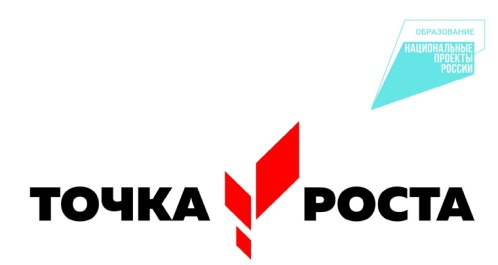 ОБРАЗОВАНИЕ
НАЦИОНАЛЬНЫЕ
ПРОЕКТЫ
РОССИИ
ТОЧКА РОСТА